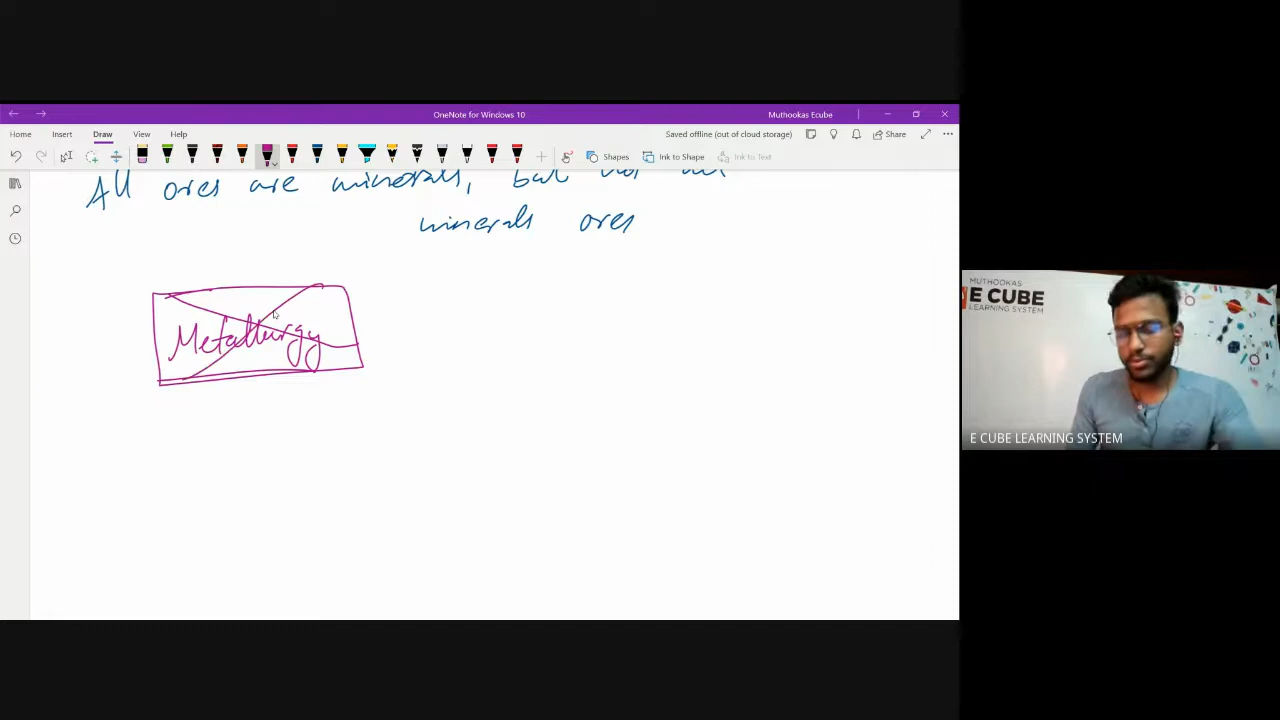 OneNote for Windows 10
Muthookas Ecube
Home Insert Draw View Help
Saved offline (out of cloud storage)
Share
Shapes
Ink to Shape
Ink to Text
All ores are minerals, but not all
minerals ores
Metallurgy
MUTHOOKAS
E CUBE
LEARNING SYSTEM
E CUBE LEARNING SYSTEM